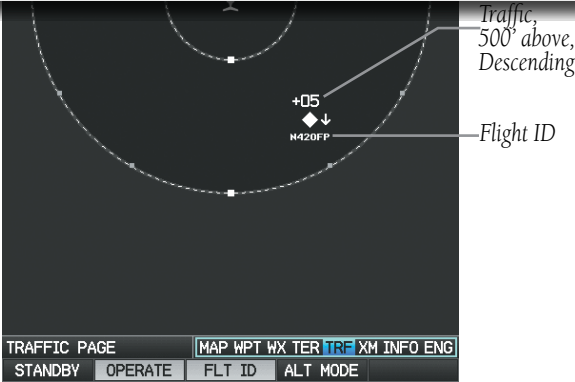 Traffic,
500’ above,
Descending
+05
N420FP
Flight ID
TRAFFIC PAGE
MAP WPT WX TER TRF XM INFO ENG
STANDBY OPERATE FLT ID ALT MODE